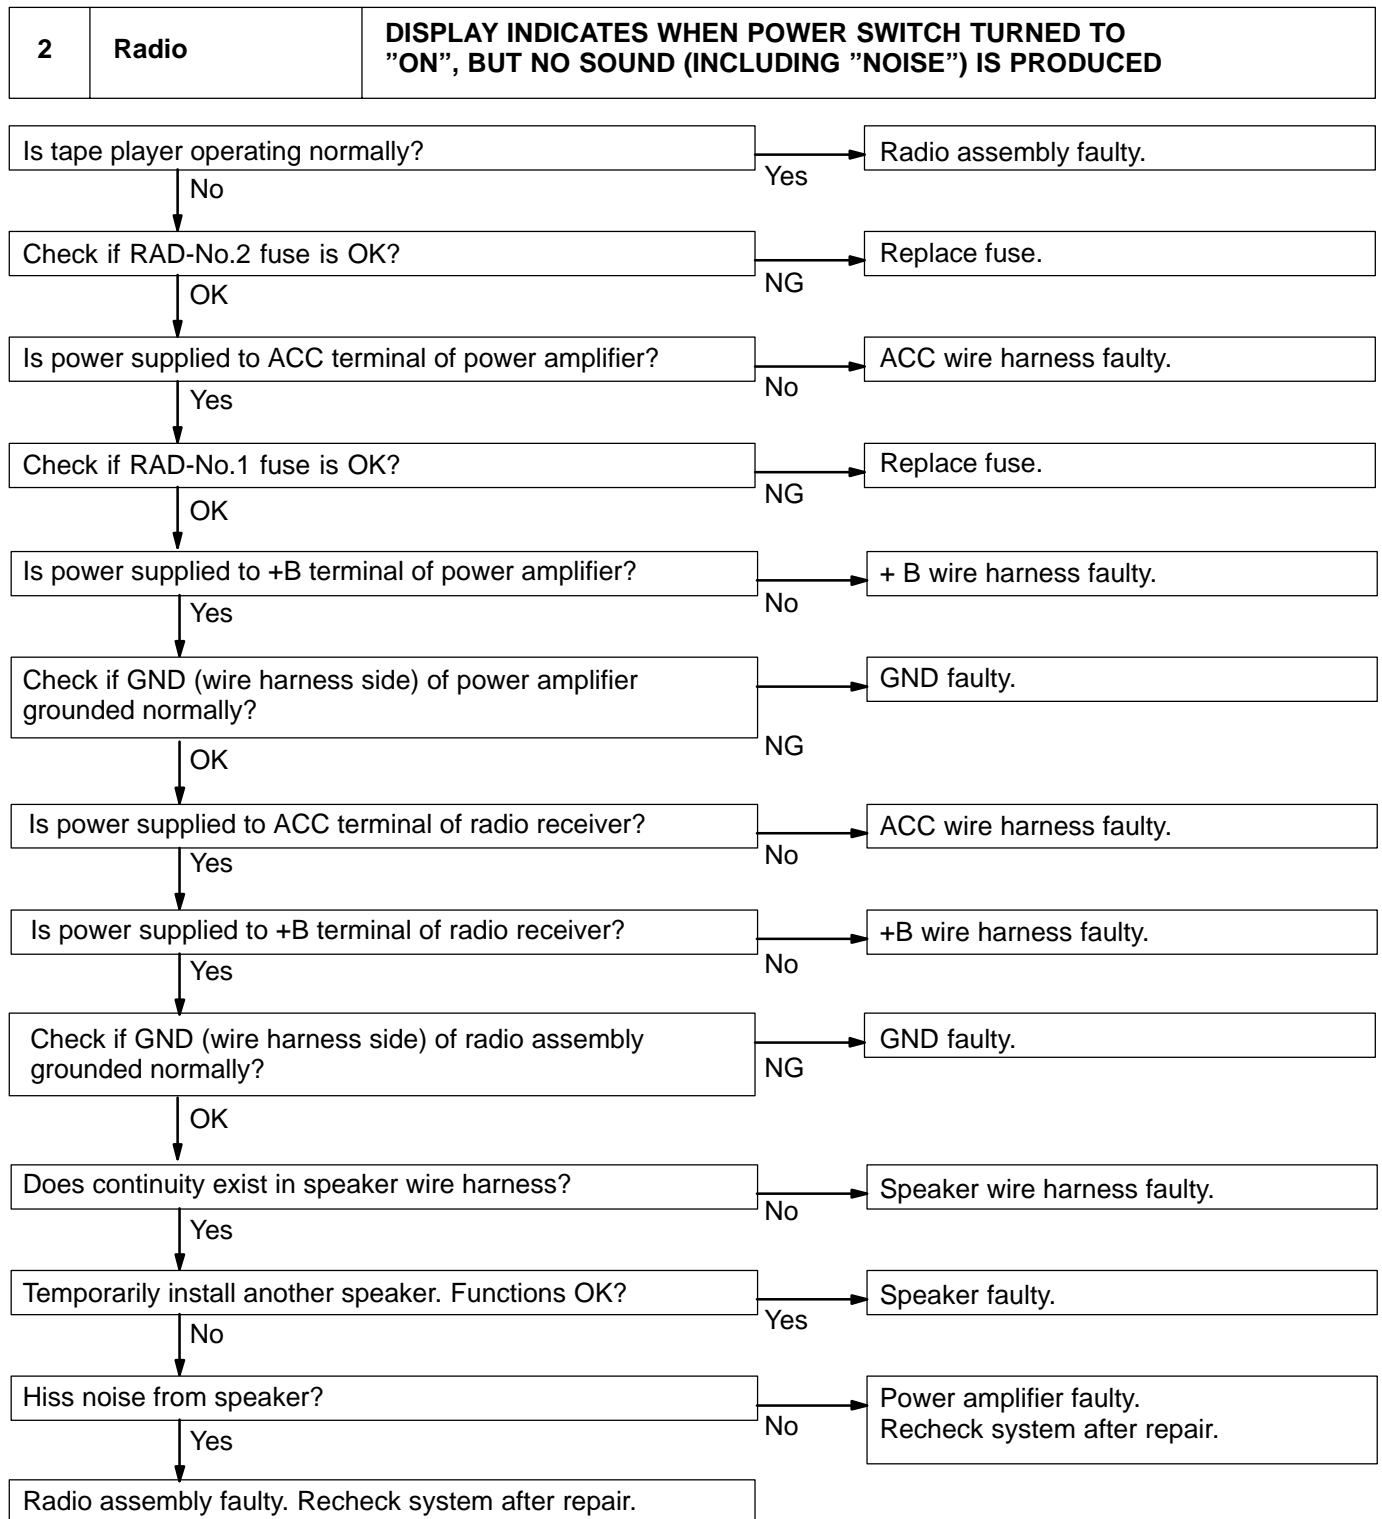 2 Radio DISPLAY INDICATES WHEN POWER SWITCH TURNED TO
”ON”, BUT NO SOUND (INCLUDING ”NOISE”) IS PRODUCED
Is tape player operating normally?
Yes
Radio assembly faulty.
No
Check if RAD-No.2 fuse is OK?
NG
Replace fuse.
OK
Is power supplied to ACC terminal of power amplifier?
No
ACC wire harness faulty.
Yes
Check if RAD-No.1 fuse is OK?
NG
Replace fuse.
OK
Is power supplied to +B terminal of power amplifier?
No
+ B wire harness faulty.
Yes
Check if GND (wire harness side) of power amplifier
grounded normally?
NG
GND faulty.
OK
Is power supplied to ACC terminal of radio receiver?
No
ACC wire harness faulty.
Yes
Is power supplied to +B terminal of radio receiver?
No
+B wire harness faulty.
Yes
Check if GND (wire harness side) of radio assembly
grounded normally?
NG
GND faulty.
OK
Does continuity exist in speaker wire harness?
No
Speaker wire harness faulty.
Yes
Temporarily install another speaker. Functions OK?
Yes
Speaker faulty.
No
Hiss noise from speaker?
No
Power amplifier faulty.
Recheck system after repair.
Yes
Radio assembly faulty. Recheck system after repair.